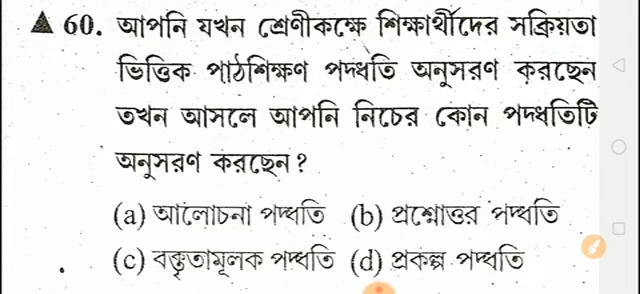 ▲ 60. আপনি যখন শ্রেণীকক্ষে শিক্ষার্থীদের সক্রিয়তা
ভিত্তিক পাঠশিক্ষণ পদ্ধতি অনুসরণ করছেন
তখন আসলে আপনি নিচের কোন পদ্ধতিটি
অনুসরণ করছেন?
(a) আলোচনা পদ্ধতি (b) প্রশ্নোত্তর পদ্ধতি
(c) বক্তৃতামূলক পদ্ধতি (d) প্রকল্প পদ্ধতি